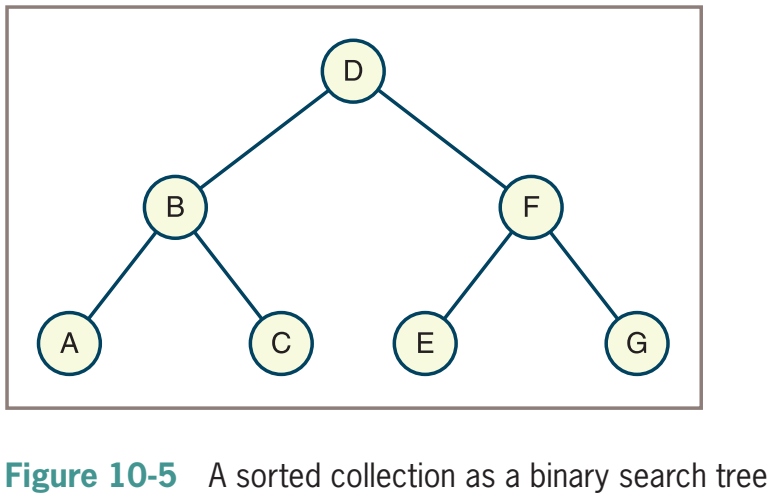 D
B
F
A
C
E
G
Figure 10-5 A sorted collection as a binary search tree